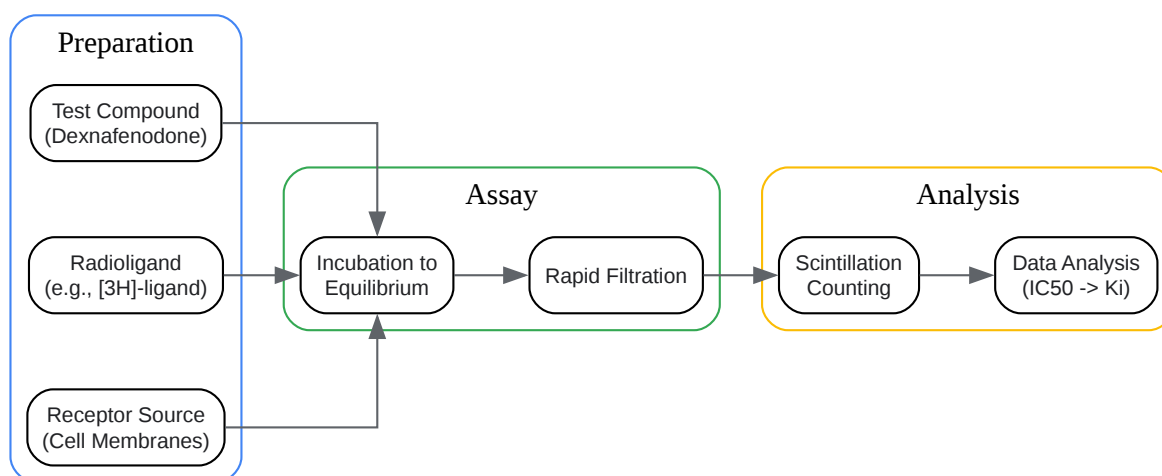 Preparation
Test Compound
(Dexnafenodone)
Radioligand
(e.g., [3H]-ligand)
Receptor Source
(Cell Membranes)
Assay
Incubation to
Equilibrium
Rapid Filtration
Analysis
Scintillation
Counting
Data Analysis
(IC50 -> Ki)